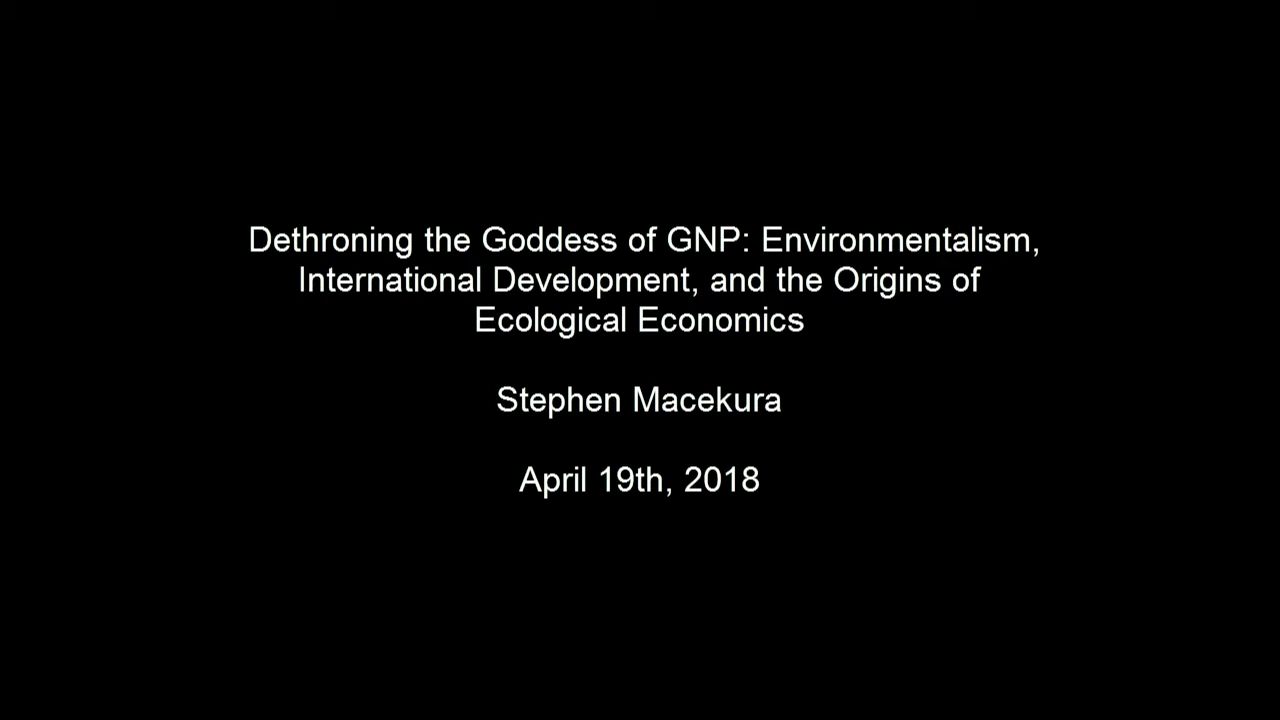 Dethroning the Goddess of GNP: Environmentalism,
International Development, and the Origins of
Ecological Economics
Stephen Macekura
April 19th, 2018